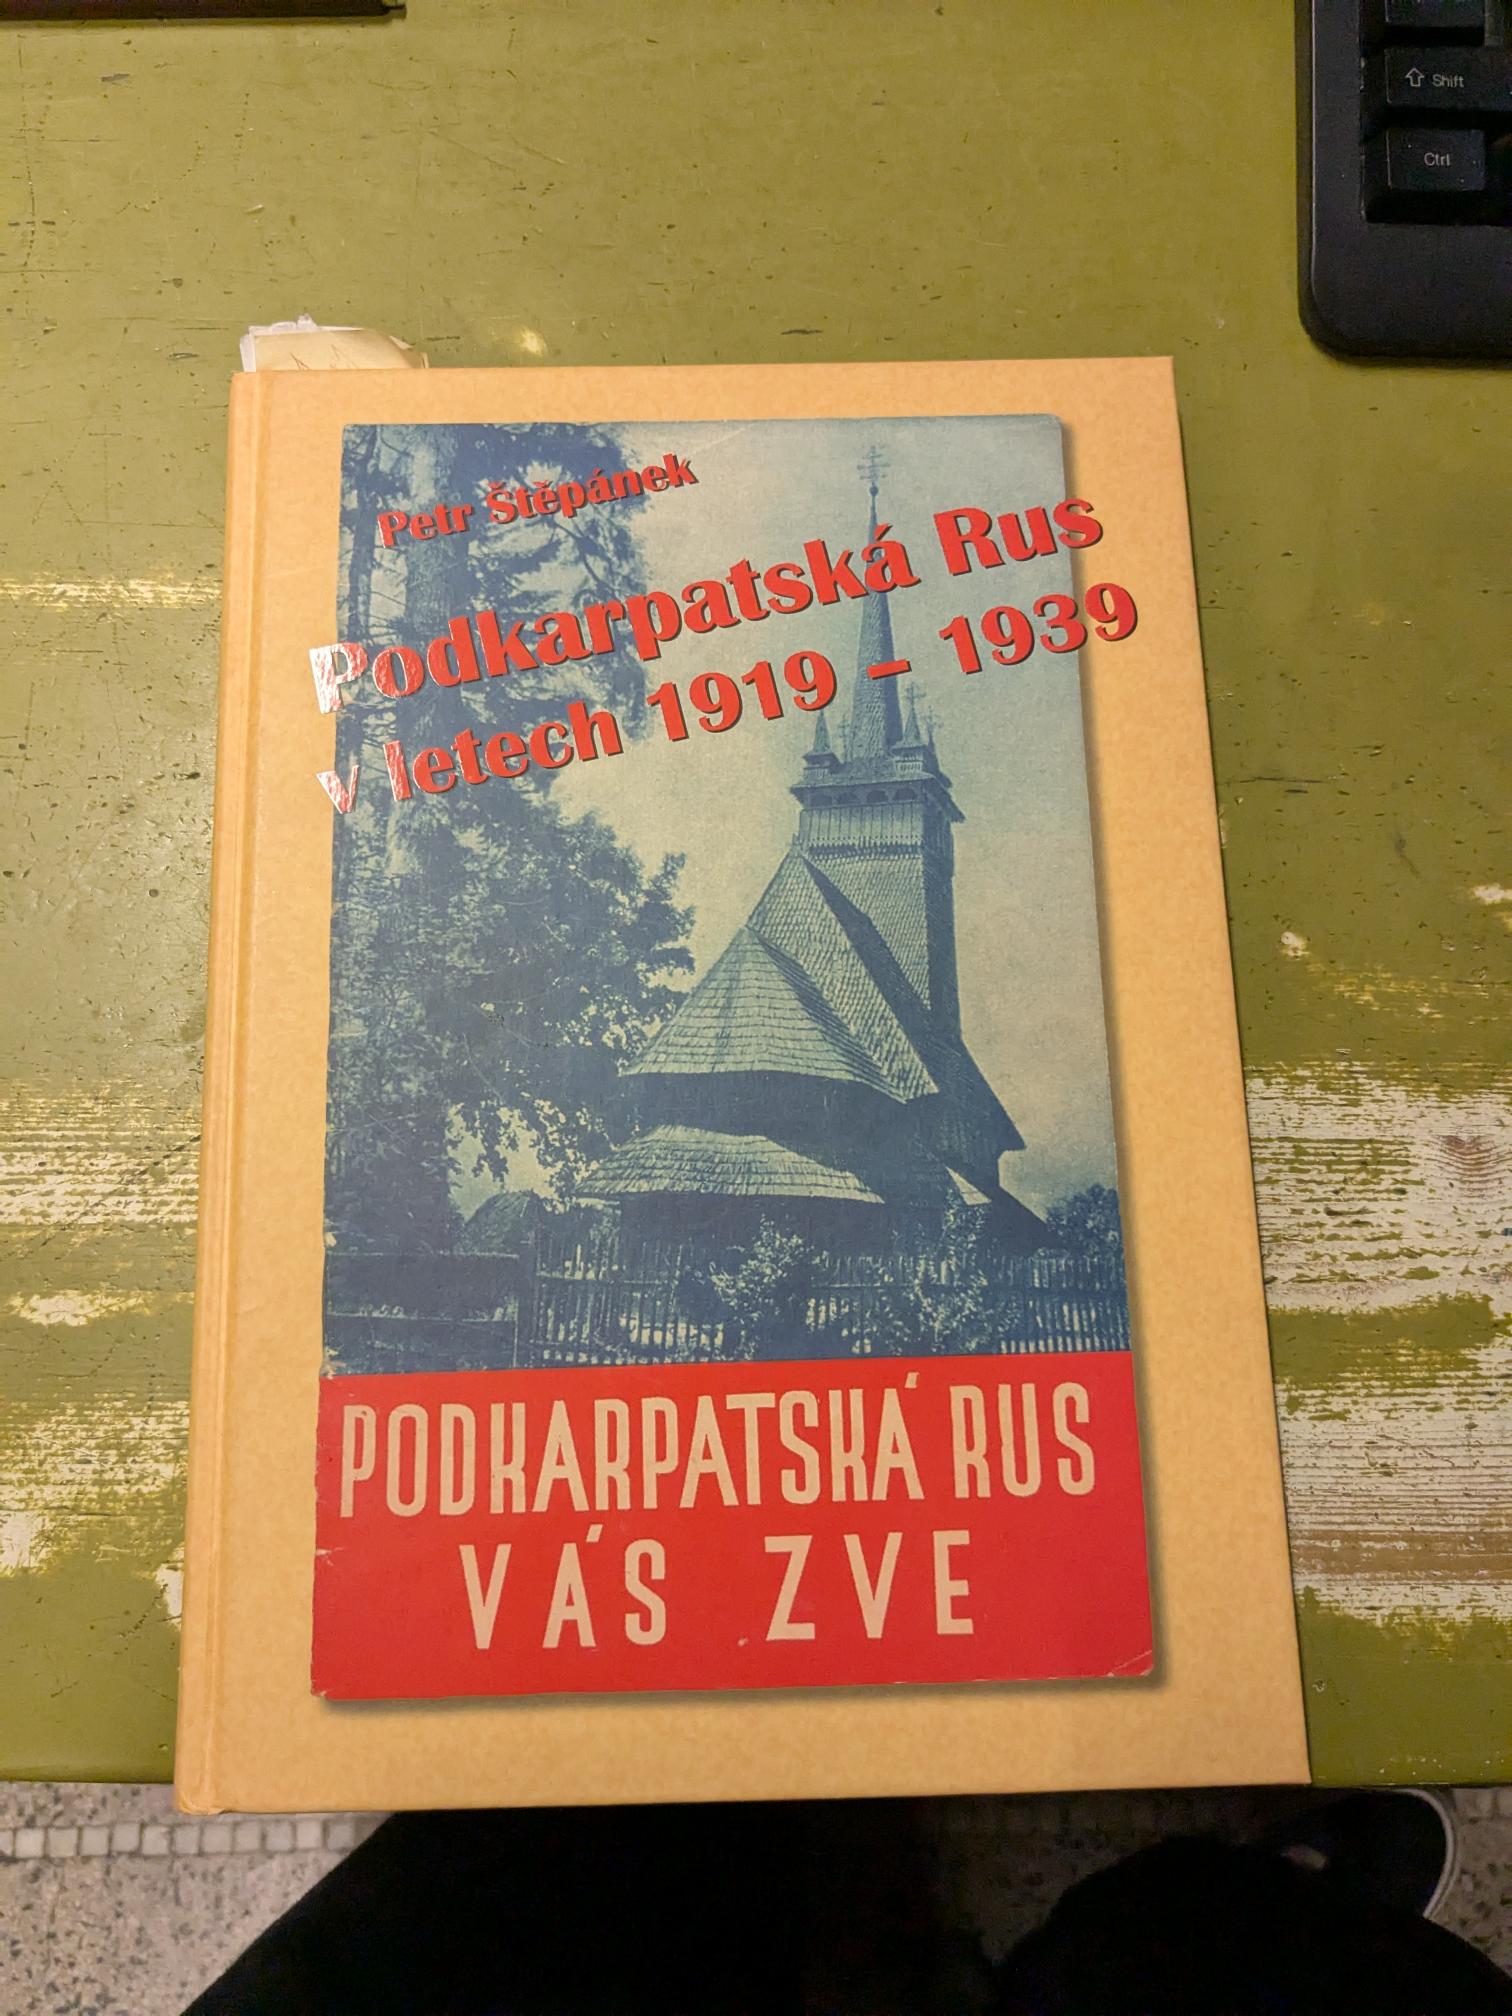 Shift
Ctrl
Petr Štěpánek
Podkarpatská Rus
v letech 1919 – 1939
PODKARPATSKÁ RUS
VÁS ZVE